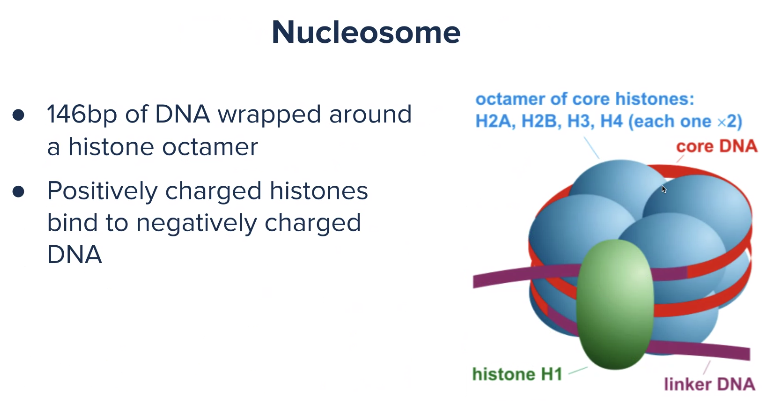 Nucleosome
● 146bp of DNA wrapped around
a histone octamer
● Positively charged histones
bind to negatively charged
DNA
octamer of core histones:
H2A, H2B, H3, H4 (each one ×2)
core DNA
histone H1
linker DNA